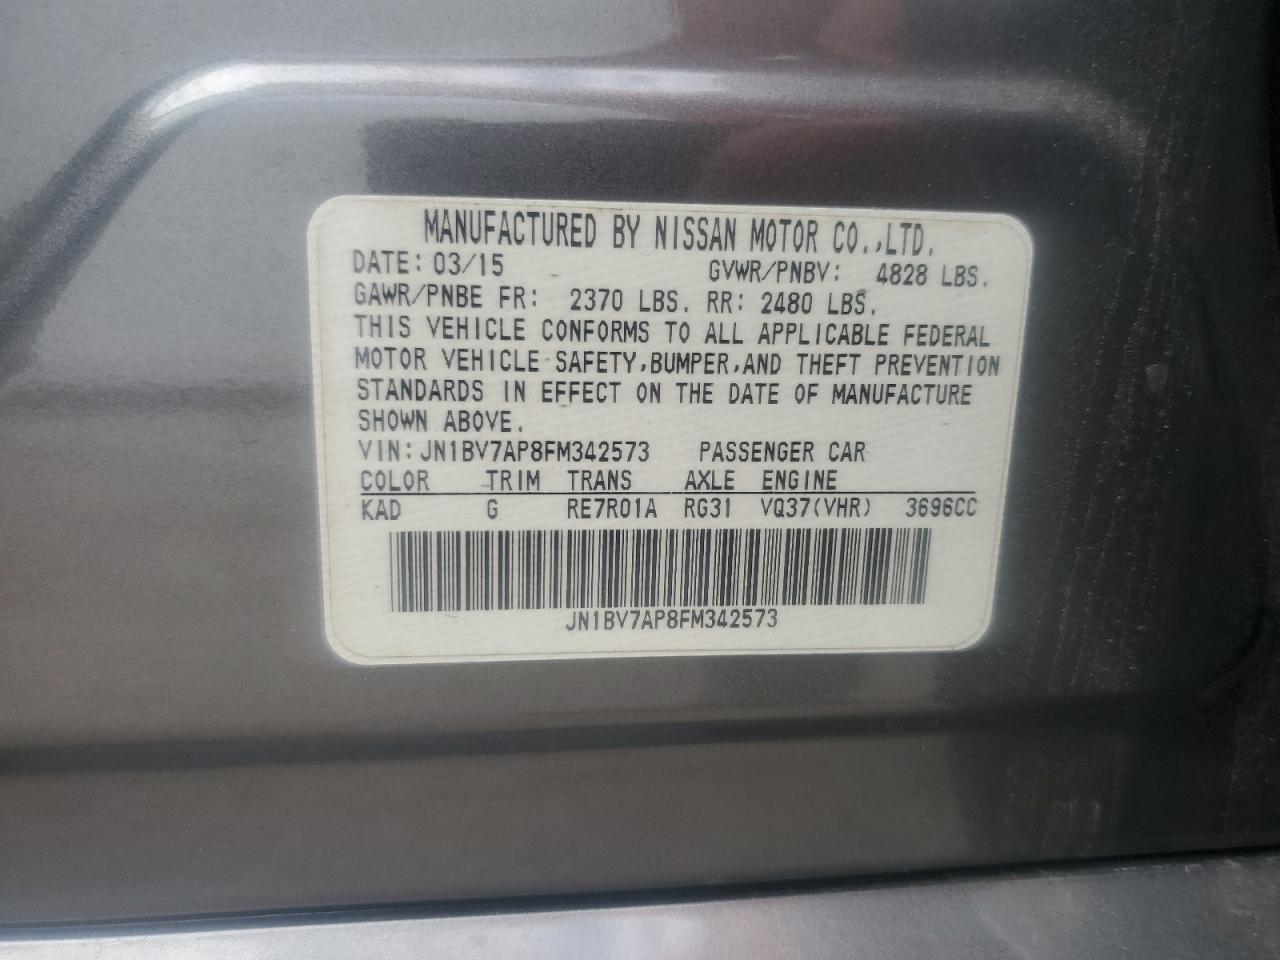 MANUFACTURED BY NISSAN MOTOR CO.,LTD.
DATE: 03/15 GVWR/PNBV: 4828 LBS.
GAWR/PNBE FR: 2370 LBS. RR: 2480 LBS.
THIS VEHICLE CONFORMS TO ALL APPLICABLE FEDERAL
MOTOR VEHICLE SAFETY,BUMPER,AND THEFT PREVENTION
STANDARDS IN EFFECT ON THE DATE OF MANUFACTURE
SHOWN ABOVE.
VIN: JN1BV7AP8FM342573 PASSENGER CAR
COLOR TRIM TRANS AXLE ENGINE
KAD G RE7R01A RG31 VQ37(VHR) 3696CC
JN1BV7AP8FM342573